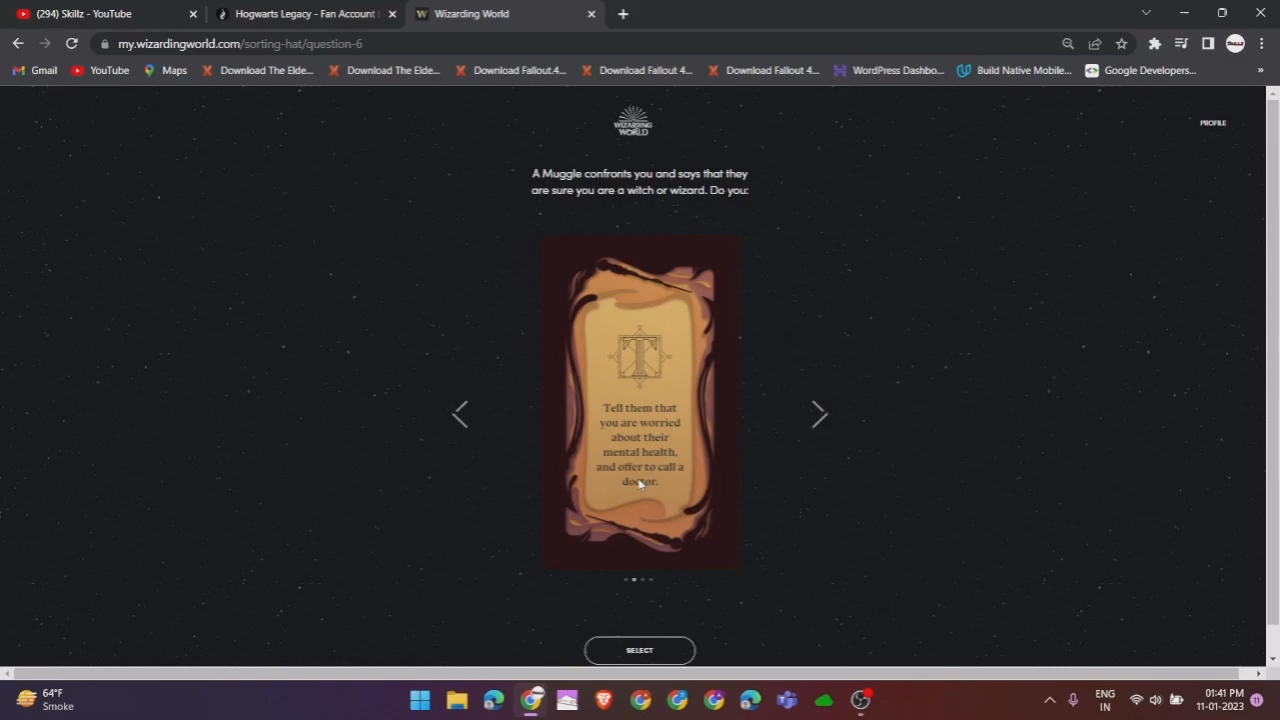 (294) Skillz - YouTube
Hogwarts Legacy - Fan Account
Wizarding World
my.wizardingworld.com/sorting-hat/question-6
Gmail
YouTube
Maps
Download The Elde...
Download The Elde...
Download Fallout.4...
Download Fallout 4...
Download Fallout 4...
WordPress Dashbo...
Build Native Mobile...
Google Developers...
»
WIZARDING
WORLD
PROFILE
A Muggle confronts you and says that they
are sure you are a witch or wizard. Do you:
T
Tell them that
you are worried
about their
mental health,
and offer to call a
doctor.
SELECT
64°F
Smoke
ENG
IN
01:41 PM
11-01-2023
11